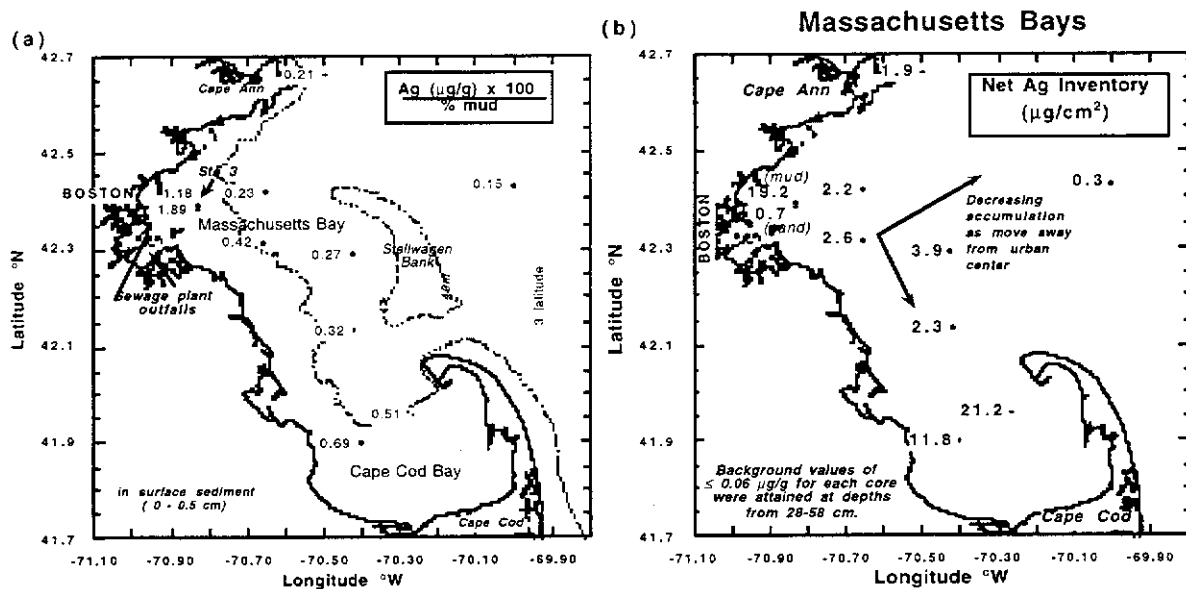 Massachusetts Bays
(a)
42.7
42.5
42.3
42.1
41.9
41.7
Latitude °N
0.21
Cape Ann
Ag (µg/g) x 100
% mud
BOSTON
Sta 3
1.18
1.89
0.23
0.15
Massachusetts Bay
0.42
0.27
Stellwagen
Bank
Sewage plant
outfalls
3 latitude
0.32
0.51
0.69
Cape Cod Bay
in surface sediment
( 0 - 0.5 cm)
Cape Cod
-71.10
-70.90
-70.70
-70.50
-70.30
-70.10
-69.90
Longitude °W
(b)
42.7
42.5
42.3
42.1
41.9
41.7
Latitude °N
1.9
Cape Ann
Net Ag Inventory
(µg/cm²)
BOSTON
(mud)
19.2
0.7
(sand)
2.2
2.6
0.3
3.9
Decreasing
accumulation
as move away
from urban
center
2.3
21.2
11.8
Background values of
≤ 0.06 µg/g for each core
were attained at depths
from 28-58 cm.
Cape Cod
-71.10
-70.90
-70.70
-70.50
-70.30
-70.10
-69.90
Longitude °W